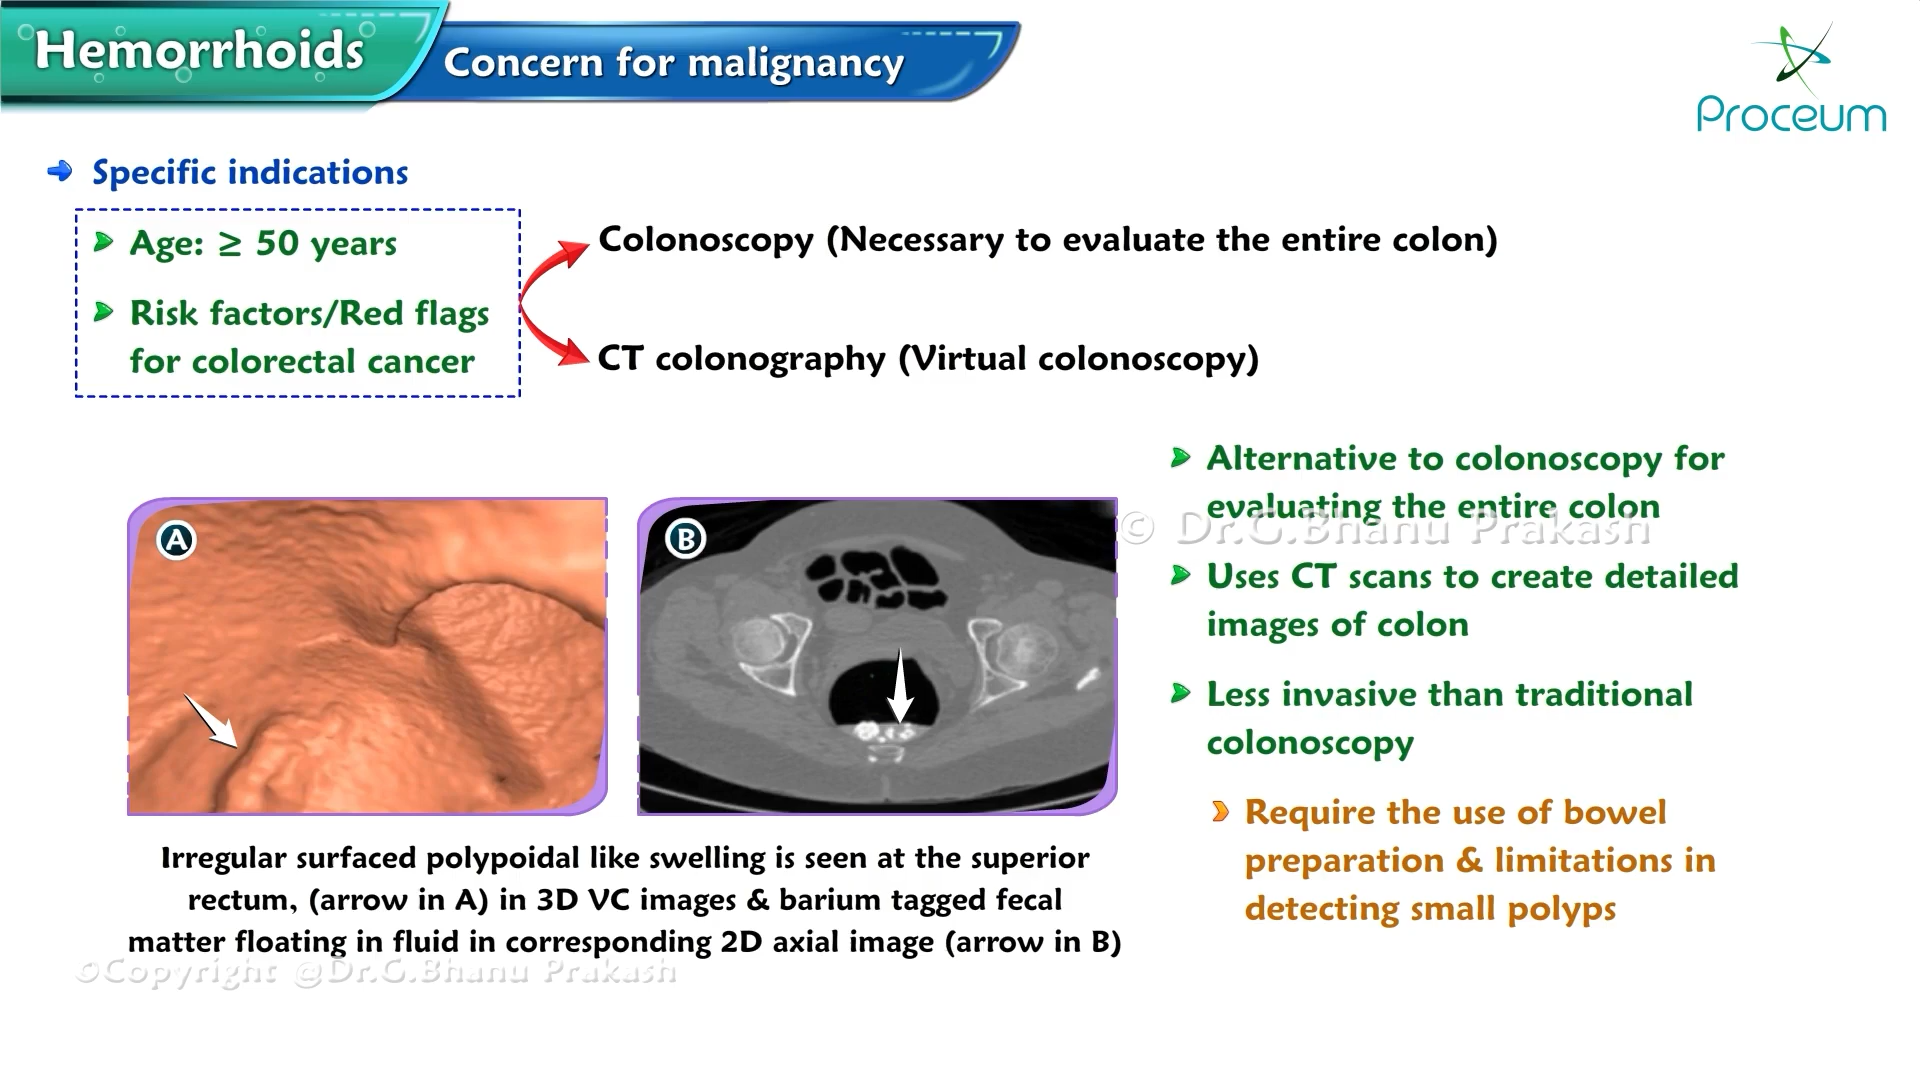 Hemorrhoids
Concern for malignancy
Proceum
Specific indications
Age: ≥ 50 years
Risk factors/Red flags
for colorectal cancer
Colonoscopy (Necessary to evaluate the entire colon)
CT colonography (Virtual colonoscopy)
A
B
Irregular surfaced polypoidal like swelling is seen at the superior
rectum, (arrow in A) in 3D VC images & barium tagged fecal
matter floating in fluid in corresponding 2D axial image (arrow in B)
Alternative to colonoscopy for
evaluating the entire colon
© Dr.G.Bhanu Prakash
Uses CT scans to create detailed
images of colon
Less invasive than traditional
colonoscopy
Require the use of bowel
preparation & limitations in
detecting small polyps
©Copyright @Dr.G.Bhanu Prakash